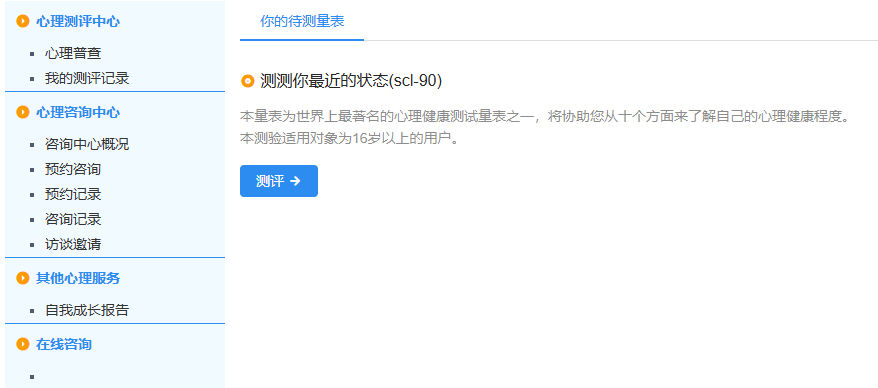 心理测评中心
心理普查
我的测评记录
心理咨询中心
咨询中心概况
预约咨询
预约记录
咨询记录
访谈邀请
其他心理服务
自我成长报告
在线咨询
你的待测量表
测测你最近的状态(scl-90)
本量表为世界上最著名的心理健康测试量表之一，将协助您从十个方面来了解自己的心理健康程度。
本测验适用对象为16岁以上的用户。
测评 →